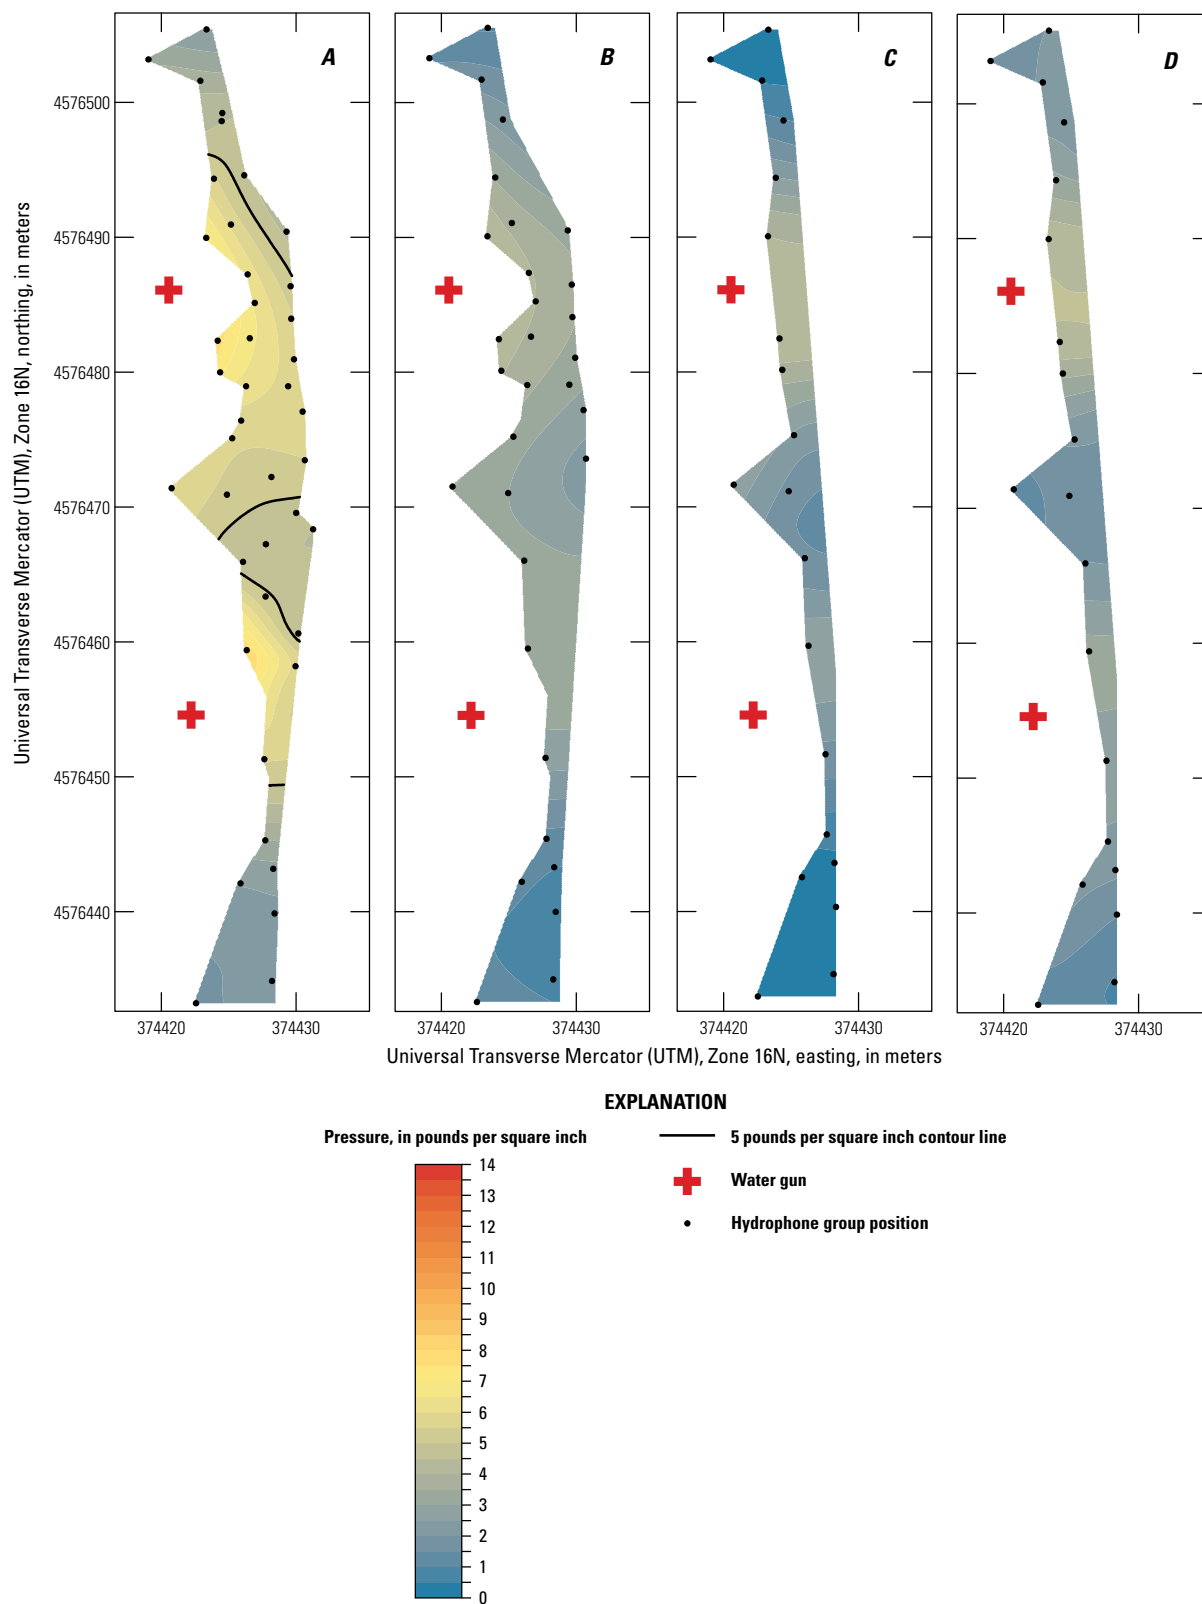 A
B
C
D
Universal Transverse Mercator (UTM), Zone 16N, northing, in meters
4576500
4576490
4576480
4576470
4576460
4576450
4576440
374420
374430
374420
374430
374420
374430
374420
374430
Universal Transverse Mercator (UTM), Zone 16N, easting, in meters
EXPLANATION
Pressure, in pounds per square inch
14
13
12
11
10
9
8
7
6
5
4
3
2
1
0
5 pounds per square inch contour line
Water gun
Hydrophone group position